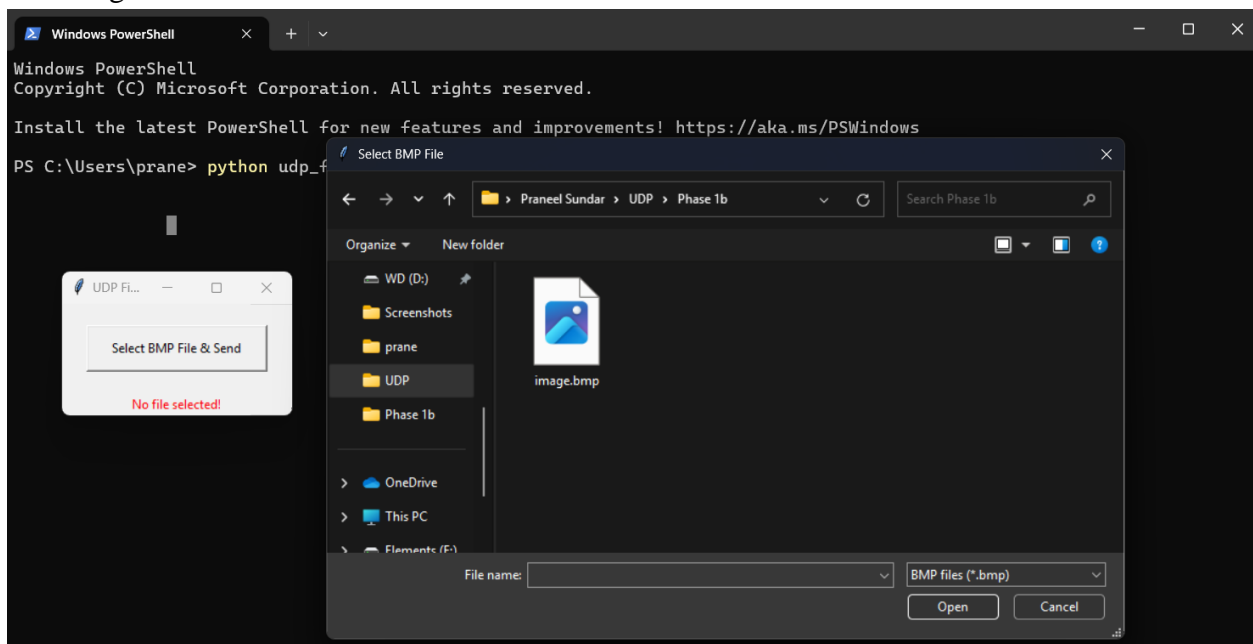 Windows PowerShell
Windows PowerShell
Copyright (C) Microsoft Corporation. All rights reserved.
Install the latest PowerShell for new features and improvements! https://aka.ms/PSWindows
PS C:\Users\prane> python udp_f
Select BMP File
Praneel Sundar > UDP > Phase 1b
Search Phase 1b
Organize
New folder
WD (D:)
Screenshots
prane
UDP
Phase 1b
OneDrive
This PC
Elements (F:)
image.bmp
File name:
BMP files (*.bmp)
Open
Cancel
UDP Fi...
Select BMP File & Send
No file selected!